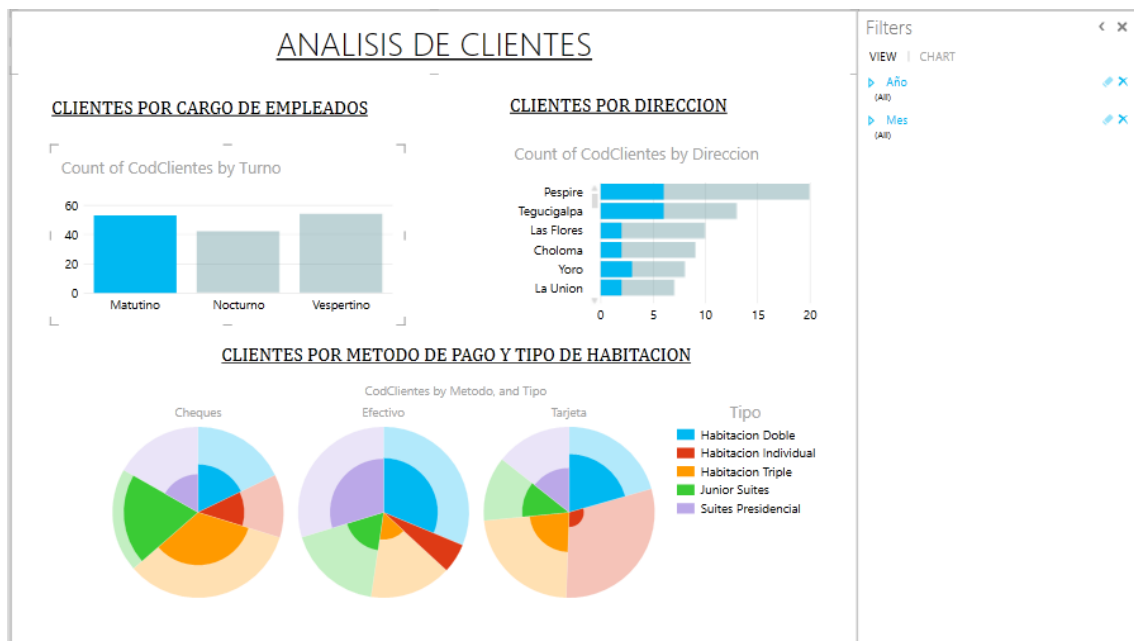 ANALISIS DE CLIENTES
CLIENTES POR CARGO DE EMPLEADOS
Count of CodClientes by Turno
60
40
20
0
Matutino
Nocturno
Vespertino
CLIENTES POR DIRECCION
Count of CodClientes by Direccion
Pespire
Tegucigalpa
Las Flores
Choloma
Yoro
La Union
0 5 10 15 20
CLIENTES POR METODO DE PAGO Y TIPO DE HABITACION
CodClientes by Metodo, and Tipo
Cheques
Efectivo
Tarjeta
Tipo
Habitacion Doble
Habitacion Individual
Habitacion Triple
Junior Suites
Suites Presidencial
Filters
VIEW | CHART
Año
(All)
Mes
(All)